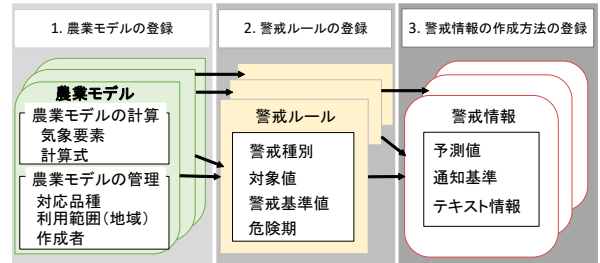 1. 農業モデルの登録
農業モデル
農業モデルの計算
気象要素
計算式
農業モデルの管理
対応品種
利用範囲(地域)
作成者
2. 警戒ルールの登録
警戒ルール
警戒種別
対象値
警戒基準値
危険期
3. 警戒情報の作成方法の登録
警戒情報
予測値
通知基準
テキスト情報